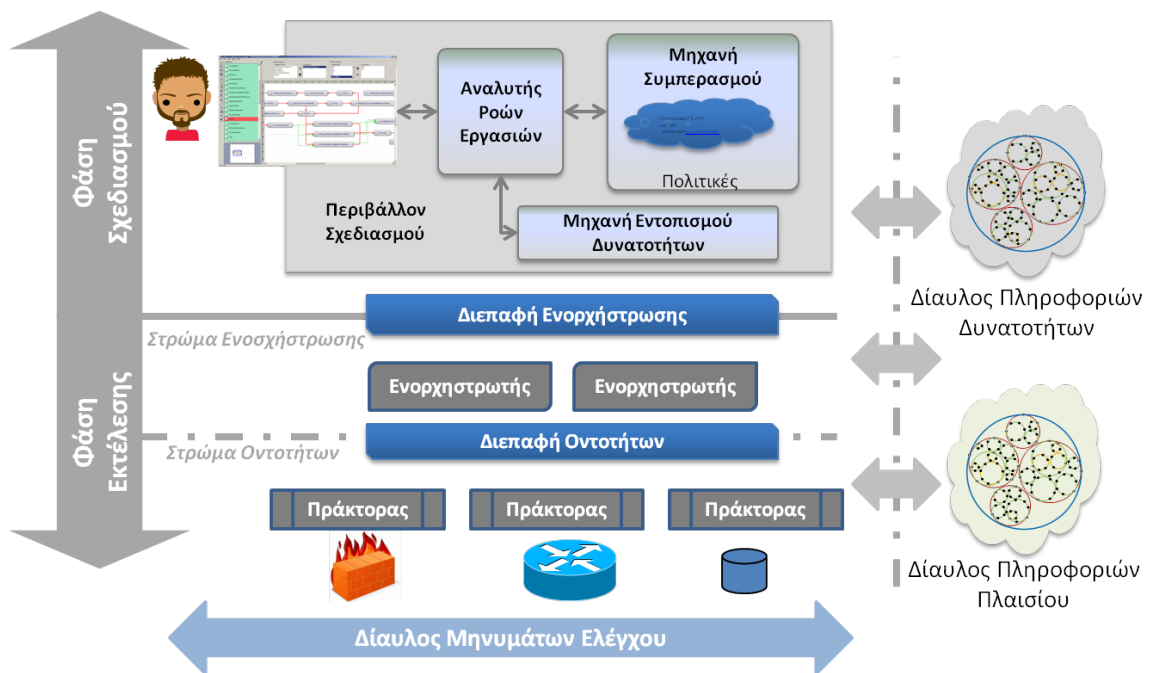 Φάση
Σχεδιασμού
Αναλυτής
Ροών
Εργασιών
Μηχανή
Συμπερασμού
Πολιτικές
Περιβάλλον
Σχεδιασμού
Μηχανή Εντοπισμού
Δυνατοτήτων
Δίαυλος Πληροφοριών
Δυνατοτήτων
Διεπαφή Ενορχήστρωσης
Στρώμα Ενοσχήστρωσης
Φάση
Εκτέλεσης
Ενορχηστρωτής
Ενορχηστρωτής
Διεπαφή Οντοτήτων
Στρώμα Οντοτήτων
Πράκτορας
Πράκτορας
Πράκτορας
Δίαυλος Πληροφοριών
Πλαισίου
Δίαυλος Μηνυμάτων Ελέγχου